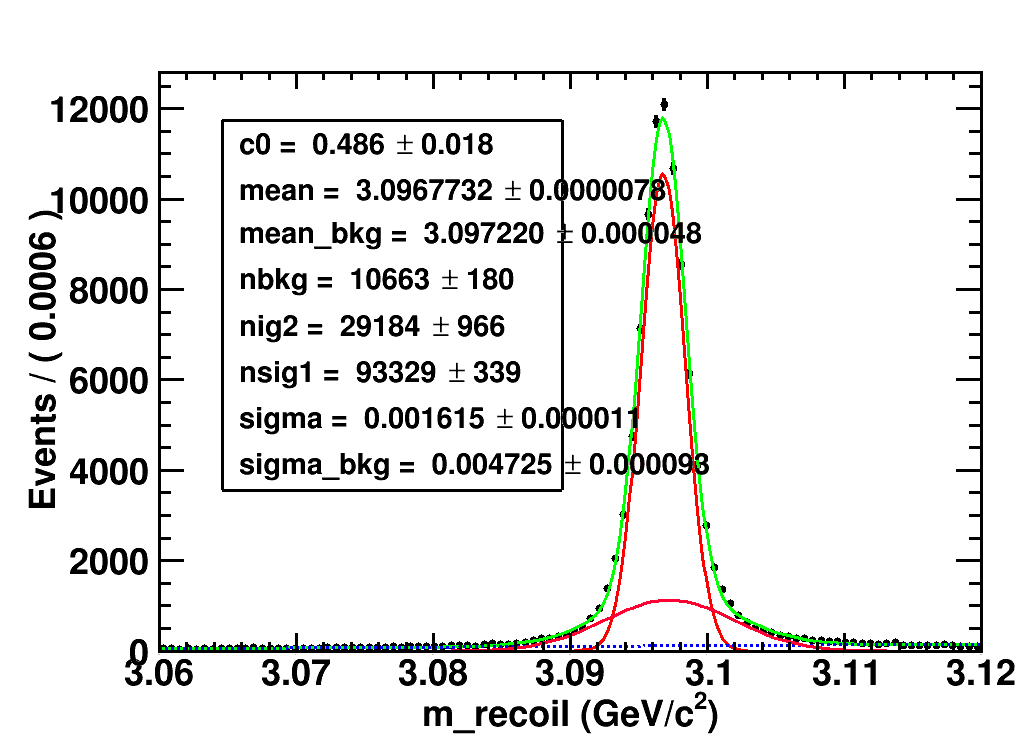 12000
10000
8000
6000
4000
2000
0
Events / ( 0.0006 )
c0 = 0.486 ± 0.018
mean = 3.0967732 ± 0.0000078
mean_bkg = 3.097220 ± 0.000048
nbkg = 10663 ± 180
nig2 = 29184 ± 966
nsig1 = 93329 ± 339
sigma = 0.001615 ± 0.000011
sigma_bkg = 0.004725 ± 0.000093
3.06 3.07 3.08 3.09 3.1 3.11 3.12
m_recoil (GeV/c²)